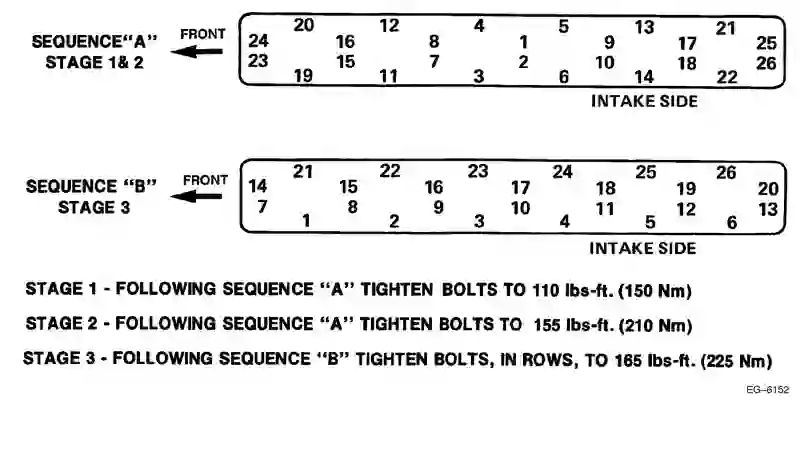 SEQUENCE "A"
STAGE 1& 2
FRONT
20 12 4 5 13 21
24 16 8 1 9 17 25
23 15 7 2 10 18 26
19 11 3 6 14 22
INTAKE SIDE
SEQUENCE "B"
STAGE 3
FRONT
21 22 23 24 25 26
14 15 16 17 18 19 20
7 8 9 10 11 12 13
1 2 3 4 5 6
INTAKE SIDE
STAGE 1 - FOLLOWING SEQUENCE "A" TIGHTEN BOLTS TO 110 lbs-ft. (150 Nm)
STAGE 2 - FOLLOWING SEQUENCE "A" TIGHTEN BOLTS TO 155 lbs-ft. (210 Nm)
STAGE 3 - FOLLOWING SEQUENCE "B" TIGHTEN BOLTS, IN ROWS, TO 165 lbs-ft. (225 Nm)
EG-6152